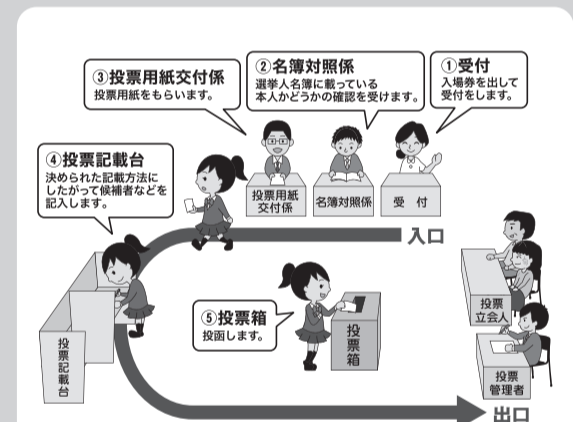 ①受付
入場券を出して
受付をします。
②名簿対照係
選挙人名簿に載っている
本人かどうかの確認を受けます。
③投票用紙交付係
投票用紙をもらいます。
④投票記載台
決められた記載方法に
したがって候補者などを
記入します。
投票用紙
交付係
名簿対照係
受 付
入口
投票
立会人
⑤投票箱
投函します。
投票箱
投票記載台
投票
管理者
出口